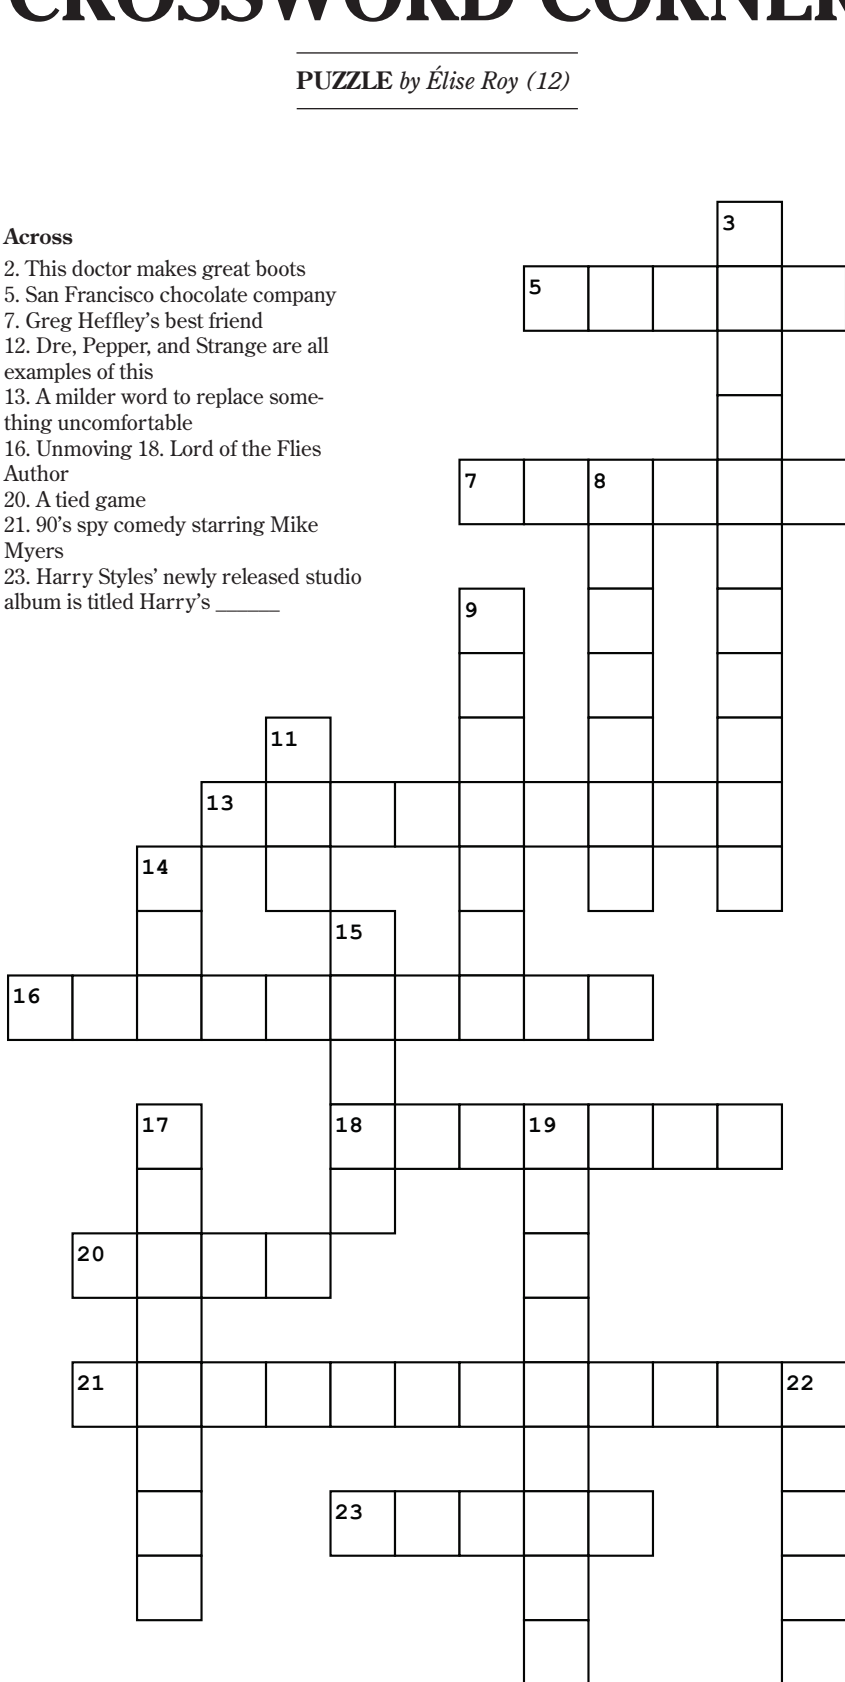 CROSSWORD CORNER
PUZZLE by Élise Roy (12)
Across
2. This doctor makes great boots
5. San Francisco chocolate company
7. Greg Heffley’s best friend
12. Dre, Pepper, and Strange are all
examples of this
13. A milder word to replace some-
thing uncomfortable
16. Unmoving 18. Lord of the Flies
Author
20. A tied game
21. 90’s spy comedy starring Mike
Myers
23. Harry Styles’ newly released studio
album is titled Harry’s ______
3
5
7
8
9
11
13
14
15
16
17
18
19
20
21
22
23